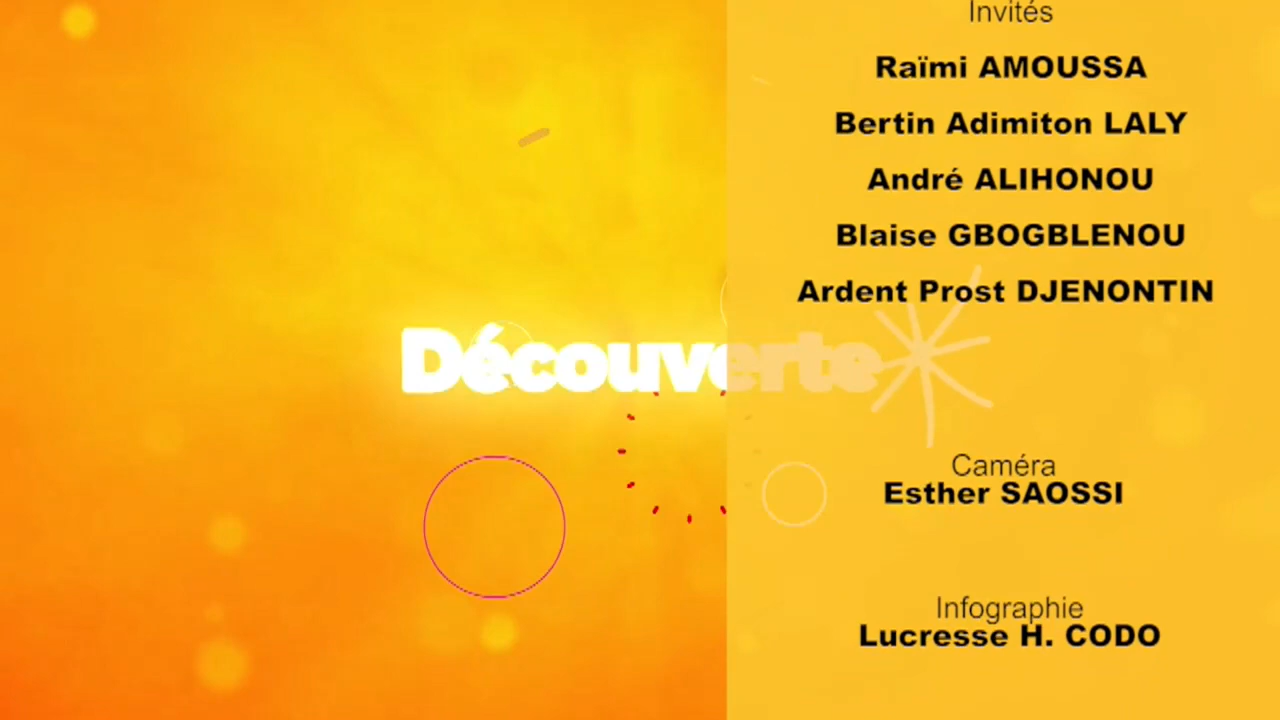 Invités
Raïmi AMOUSSA
Bertin Adimiton LALY
André ALIHONOU
Blaise GBOGBLENOU
Ardent Prost DJENONTIN
Découverte
Caméra
Esther SAOSSI
Infographie
Lucresse H. CODO